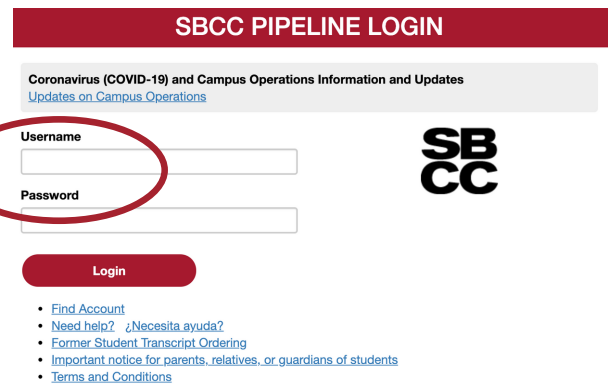 SBCC PIPELINE LOGIN
Coronavirus (COVID-19) and Campus Operations Information and Updates
Updates on Campus Operations
Username
SB
CC
Password
Login
• Find Account
• Need help? ¿Necesita ayuda?
• Former Student Transcript Ordering
• Important notice for parents, relatives, or guardians of students
• Terms and Conditions